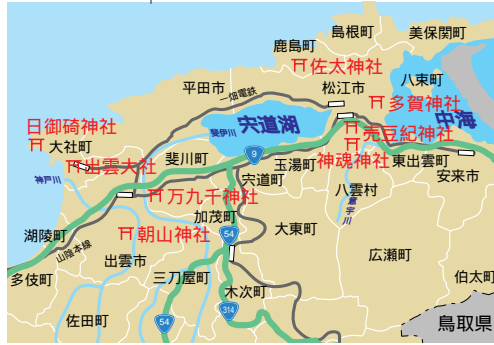 島根町
美保関町
鹿島町
佐太神社
八束町
平田市
一畑電鉄
松江市
多賀神社
中海
日御碕神社
斐伊川
宍道湖
売豆紀神社
大社町
出雲大社
斐川町
9
玉湯町
神魂神社
東出雲町
神戸川
宍道町
安来市
万九千神社
八雲村
意宇川
加茂町
大東町
湖陵町
朝山神社
54
山陰本線
出雲市
広瀬町
多伎町
三刀屋町
木次町
伯太町
佐田町
54
314
鳥取県